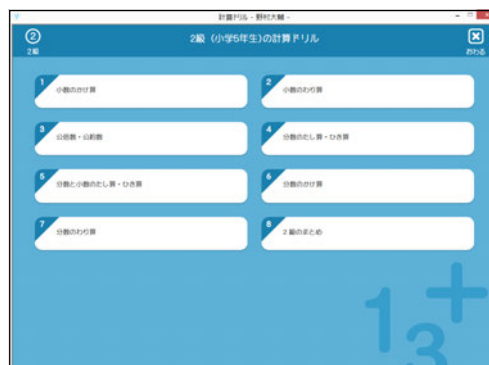 計算ドリル - 野村大輔 -
②
2級
2級 (小学5年生)の計算ドリル
おわる
1
小数のかけ算
2
小数のわり算
3
公倍数・公約数
4
分数のたし算・ひき算
5
分数と小数のたし算・ひき算
6
分数のかけ算
7
分数のわり算
8
2 級のまとめ
1 3 +